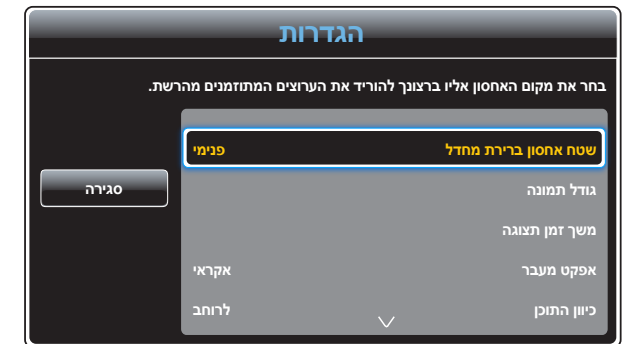 הגדרות
בחר את מקום האחסון אליו ברצונך להוריד את הערוצים המתוזמנים מהרשת.
שטח אחסון ברירת מחדל פנימי
גודל תמונה
סגירה
משך זמן תצוגה
אפקט מעבר אקראי
כיוון התוכן לרוחב